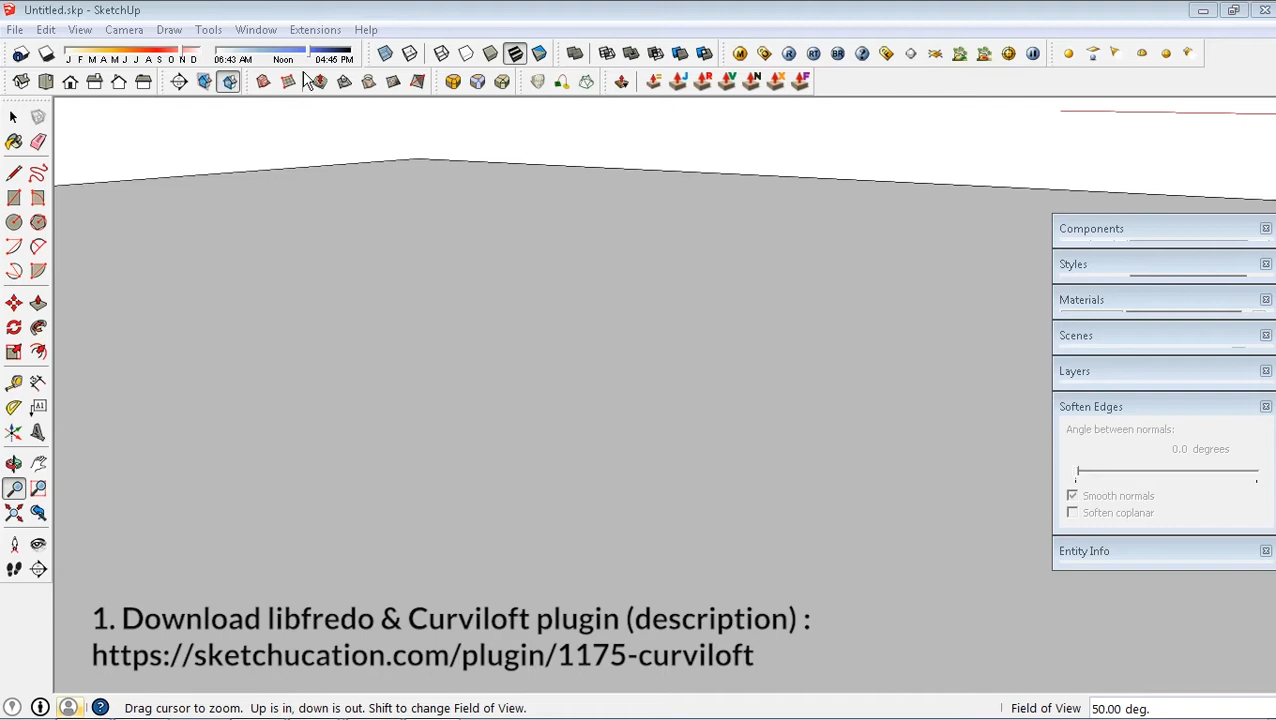 Untitled.skp - SketchUp
File Edit View Camera Draw Tools Window Extensions Help
J F M A M J J A S O N D 06:43 AM Noon 04:45 PM
M R RT BR
J R V N X F
Components
Styles
Materials
Scenes
Layers
Soften Edges
Angle between normals:
0.0 degrees
Smooth normals
Soften coplanar
Entity Info
1. Download libfredo & Curviloft plugin (description) :
https://sketchucation.com/plugin/1175-curviloft
Drag cursor to zoom. Up is in, down is out. Shift to change Field of View. Field of View 50.00 deg.